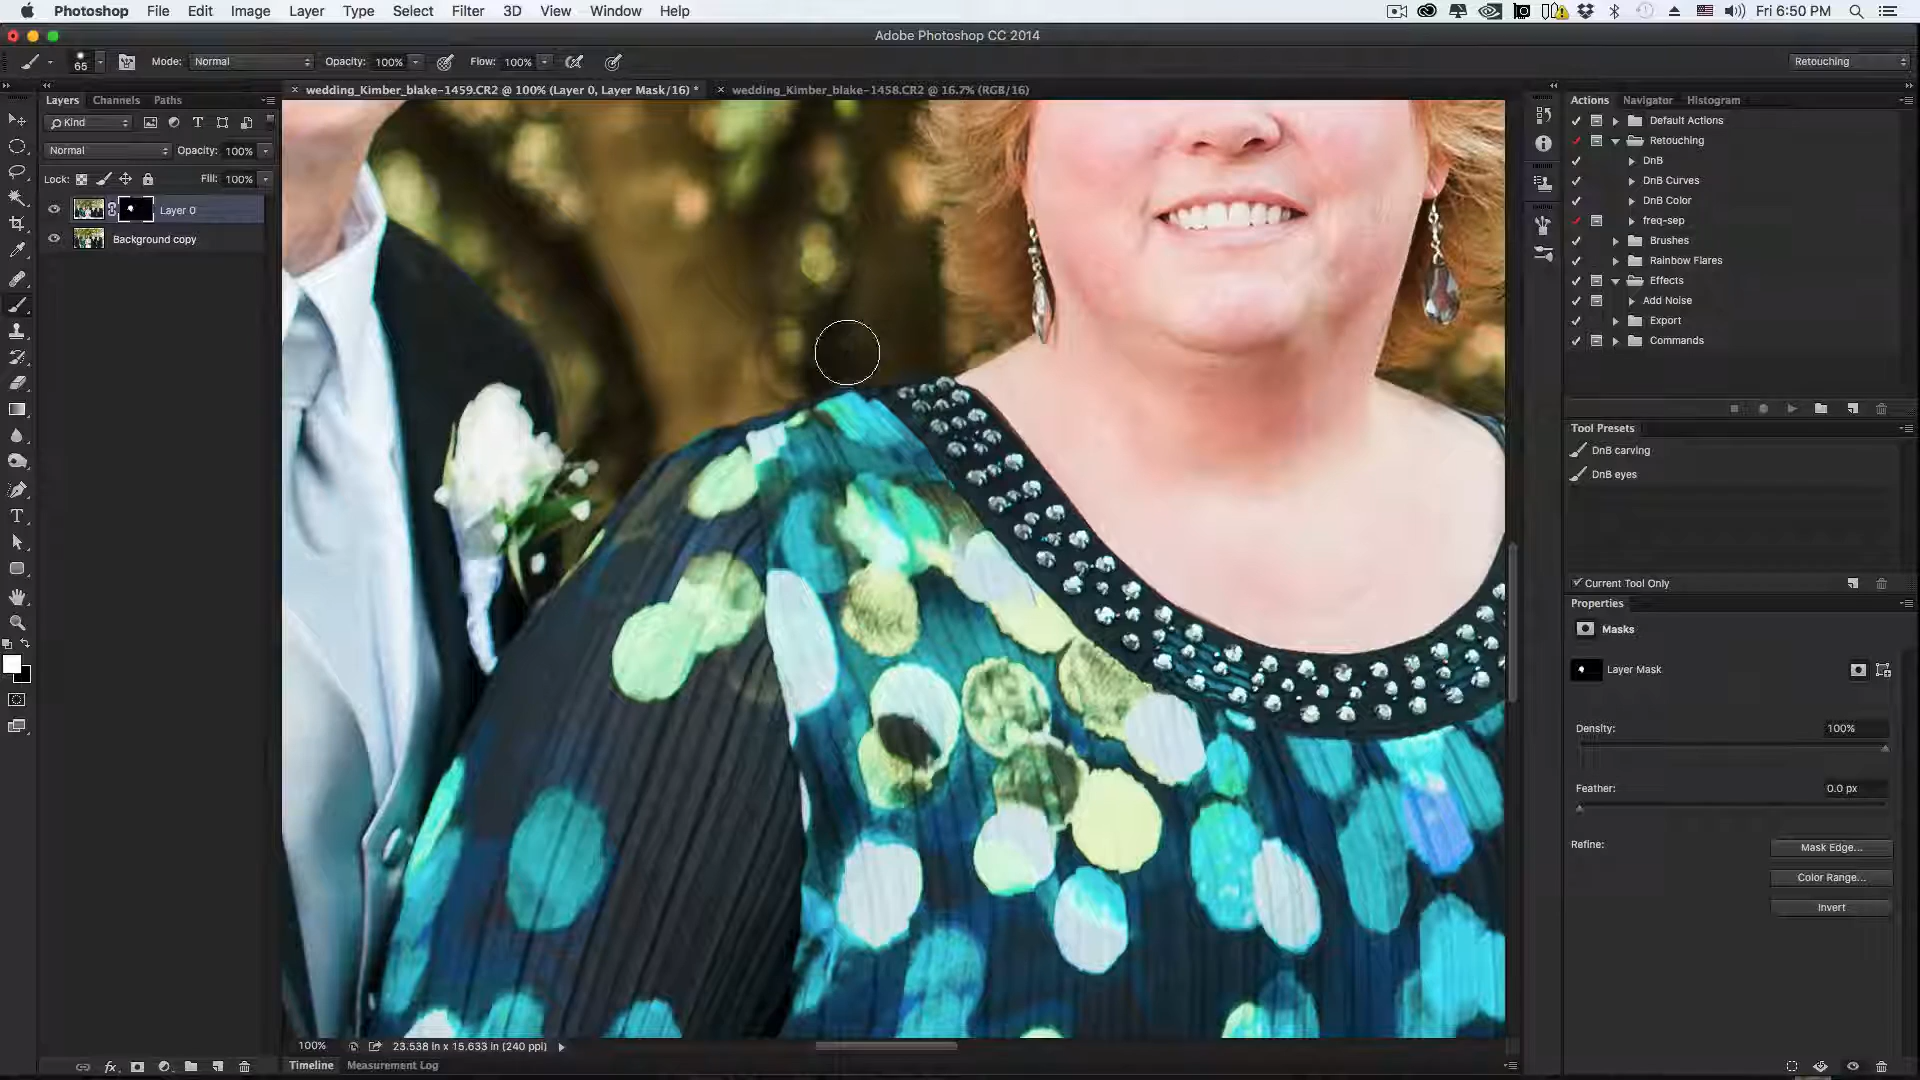 Photoshop File Edit Image Layer Type Select Filter 3D View Window Help Fri 6:50 PM
Adobe Photoshop CC 2014
65 Mode: Normal Opacity: 100% Flow: 100% Retouching
Layers Channels Paths
wedding_Kimber_blake-1459.CR2 @ 100% (Layer 0, Layer Mask/16) * wedding_Kimber_blake-1458.CR2 @ 16.7% (RGB/16)
Kind
Normal Opacity: 100%
Lock: Fill: 100%
Layer 0
Background copy
Actions Navigator Histogram
Default Actions
Retouching
DnB
DnB Curves
DnB Color
freq-sep
Brushes
Rainbow Flares
Effects
Add Noise
Export
Commands
Tool Presets
DnB carving
DnB eyes
Current Tool Only
Properties
Masks
Layer Mask
Density: 100%
Feather: 0.0 px
Refine: Mask Edge...
Color Range...
Invert
100% 23.538 in x 15.633 in (240 ppi)
Timeline Measurement Log